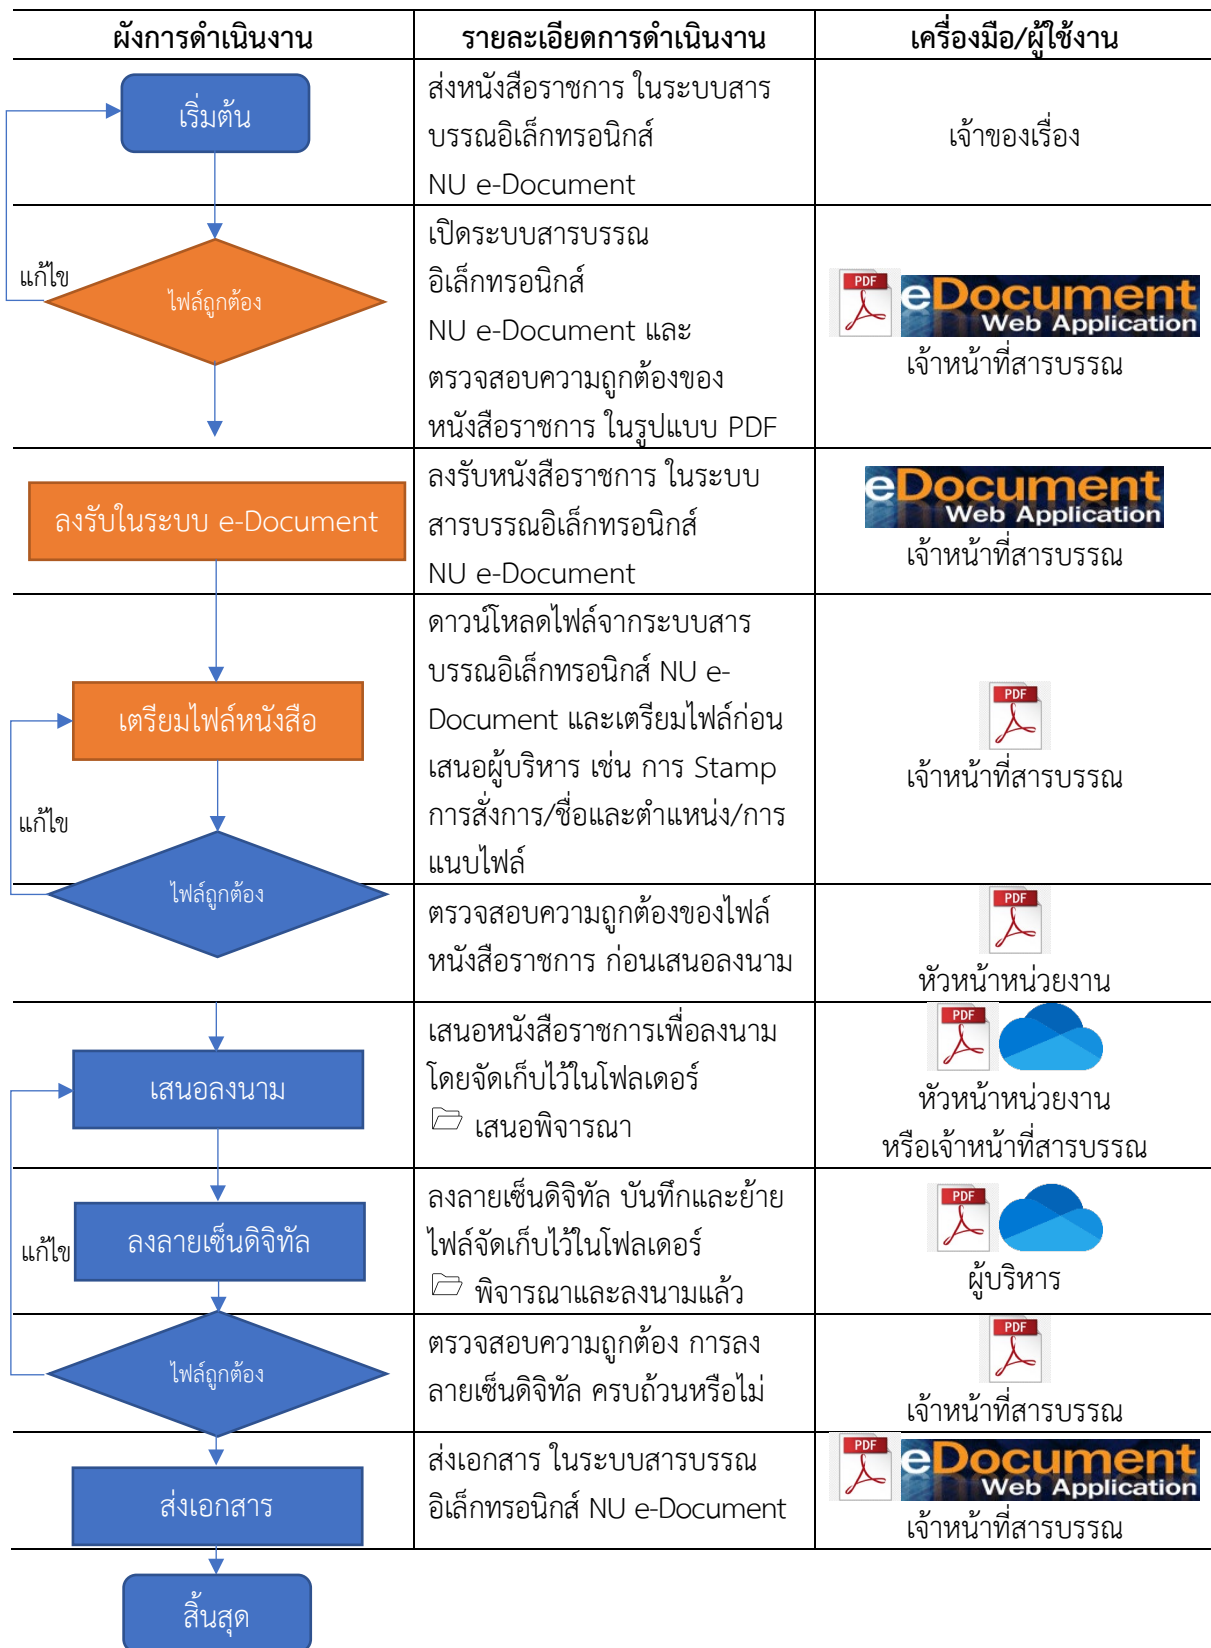 ผังการดำเนินงาน
รายละเอียดการดำเนินงาน
เครื่องมือ/ผู้ใช้งาน
เริ่มต้น
ส่งหนังสือราชการ ในระบบสาร
บรรณอิเล็กทรอนิกส์
NU e-Document
เจ้าของเรื่อง
แก้ไข
ไฟล์ถูกต้อง
เปิดระบบสารบรรณ
อิเล็กทรอนิกส์
NU e-Document และ
ตรวจสอบความถูกต้องของ
หนังสือราชการ ในรูปแบบ PDF
PDF
eDocument
Web Application
เจ้าหน้าที่สารบรรณ
ลงรับในระบบ e-Document
ลงรับหนังสือราชการ ในระบบ
สารบรรณอิเล็กทรอนิกส์
NU e-Document
eDocument
Web Application
เจ้าหน้าที่สารบรรณ
เตรียมไฟล์หนังสือ
ดาวน์โหลดไฟล์จากระบบสาร
บรรณอิเล็กทรอนิกส์ NU e-
Document และเตรียมไฟล์ก่อน
เสนอผู้บริหาร เช่น การ Stamp
การสั่งการ/ชื่อและตำแหน่ง/การ
แนบไฟล์
PDF
เจ้าหน้าที่สารบรรณ
แก้ไข
ไฟล์ถูกต้อง
ตรวจสอบความถูกต้องของไฟล์
หนังสือราชการ ก่อนเสนอลงนาม
PDF
หัวหน้าหน่วยงาน
เสนอลงนาม
เสนอหนังสือราชการเพื่อลงนาม
โดยจัดเก็บไว้ในโฟลเดอร์
เสนอพิจารณา
PDF
หัวหน้าหน่วยงาน
หรือเจ้าหน้าที่สารบรรณ
แก้ไข
ลงลายเซ็นดิจิทัล
ลงลายเซ็นดิจิทัล บันทึกและย้าย
ไฟล์จัดเก็บไว้ในโฟลเดอร์
พิจารณาและลงนามแล้ว
PDF
ผู้บริหาร
ไฟล์ถูกต้อง
ตรวจสอบความถูกต้อง การลง
ลายเซ็นดิจิทัล ครบถ้วนหรือไม่
PDF
เจ้าหน้าที่สารบรรณ
ส่งเอกสาร
ส่งเอกสาร ในระบบสารบรรณ
อิเล็กทรอนิกส์ NU e-Document
PDF
eDocument
Web Application
เจ้าหน้าที่สารบรรณ
สิ้นสุด